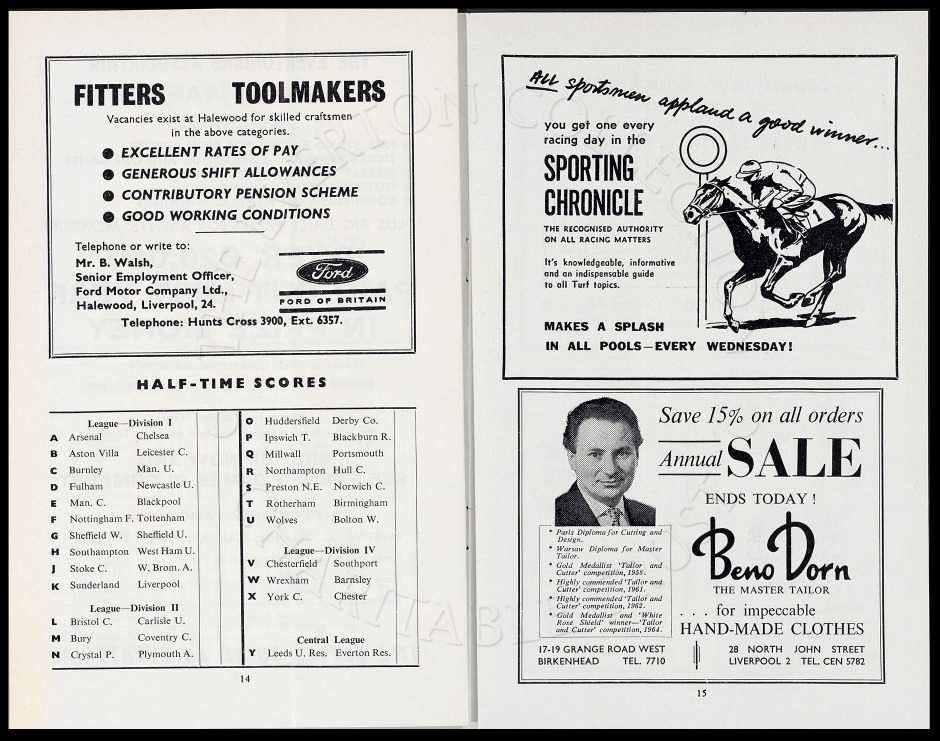 FITTERS TOOLMAKERS
Vacancies exist at Halewood for skilled craftsmen
in the above categories.
● EXCELLENT RATES OF PAY
● GENEROUS SHIFT ALLOWANCES
● CONTRIBUTORY PENSION SCHEME
● GOOD WORKING CONDITIONS
Telephone or write to:
Mr. B. Walsh,
Senior Employment Officer,
Ford Motor Company Ltd.,
Halewood, Liverpool, 24.
Ford
FORD OF BRITAIN
Telephone: Hunts Cross 3900, Ext. 6357.
HALF-TIME SCORES
League—Division I
A Arsenal Chelsea
B Aston Villa Leicester C.
C Burnley Man. U.
D Fulham Newcastle U.
E Man. C. Blackpool
F Nottingham F. Tottenham
G Sheffield W. Sheffield U.
H Southampton West Ham U.
J Stoke C. W. Brom. A.
K Sunderland Liverpool
League—Division II
L Bristol C. Carlisle U.
M Bury Coventry C.
N Crystal P. Plymouth A.
O Huddersfield Derby Co.
P Ipswich T. Blackburn R.
Q Millwall Portsmouth
R Northampton Hull C.
S Preston N.E. Norwich C.
T Rotherham Birmingham
U Wolves Bolton W.
League—Division IV
V Chesterfield Southport
W Wrexham Barnsley
X York C. Chester
Central League
Y Leeds U. Res. Everton Res.
14
ALL sportsmen applaud a good winner...
you get one every
racing day in the
SPORTING
CHRONICLE
THE RECOGNISED AUTHORITY
ON ALL RACING MATTERS
It's knowledgeable, informative
and an indispensable guide
to all Turf topics.
1
MAKES A SPLASH
IN ALL POOLS—EVERY WEDNESDAY!
Save 15% on all orders
Annual SALE
ENDS TODAY!
Beno Dorn
THE MASTER TAILOR
. . . for impeccable
HAND-MADE CLOTHES
* Paris Diploma for Cutting and
Design.
* Warsaw Diploma for Master
Tailor.
* Gold Medallist 'Tailor and
Cutter' competition, 1958.
* Highly commended 'Tailor and
Cutter' competition, 1961.
* Highly commended 'Tailor and
Cutter' competition, 1962.
* Gold Medallist and 'White
Rose Shield' winner—'Tailor
and Cutter' competition, 1964.
17-19 GRANGE ROAD WEST
BIRKENHEAD TEL. 7710
28 NORTH JOHN STREET
LIVERPOOL 2 TEL. CEN 5782
15